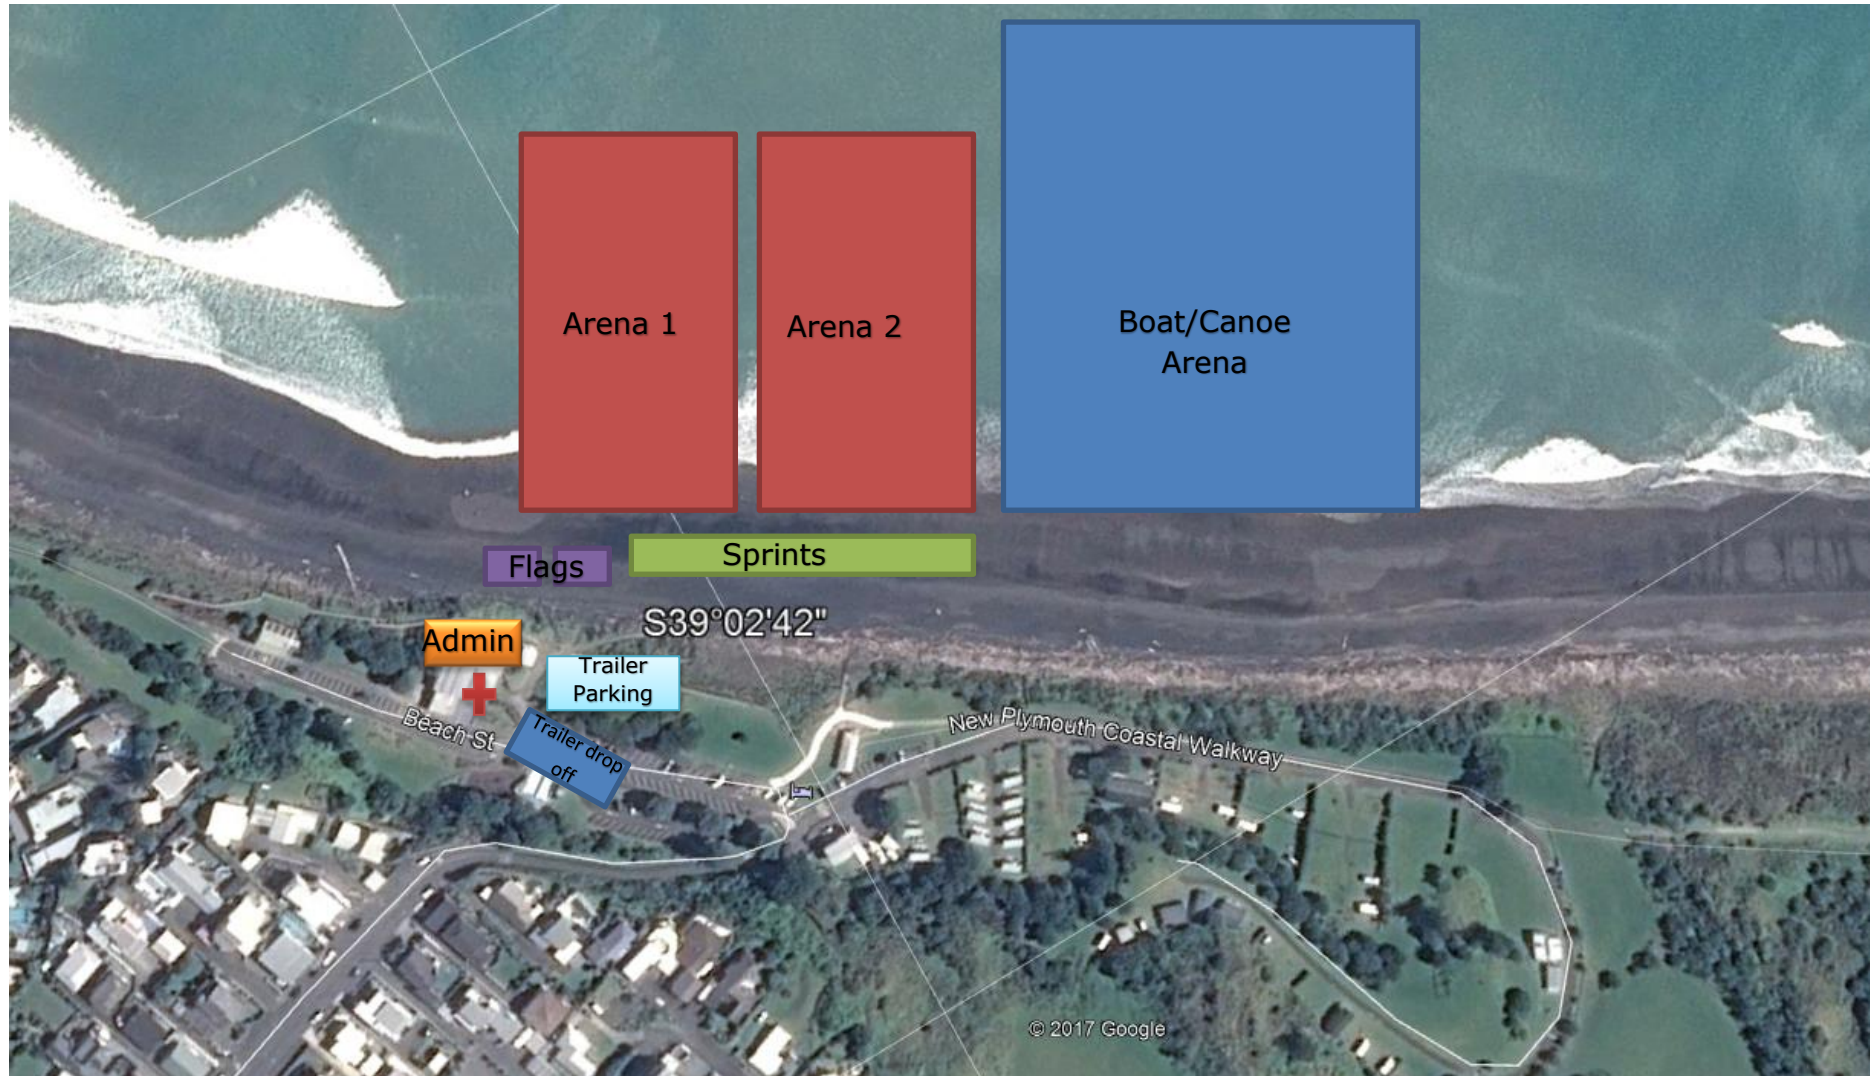 Arena 1
Arena 2
Boat/Canoe
Arena
Flags
Sprints
S39°02'42"
Admin
Trailer
Parking
Beach St
Trailer drop
off
New Plymouth Coastal Walkway
© 2017 Google